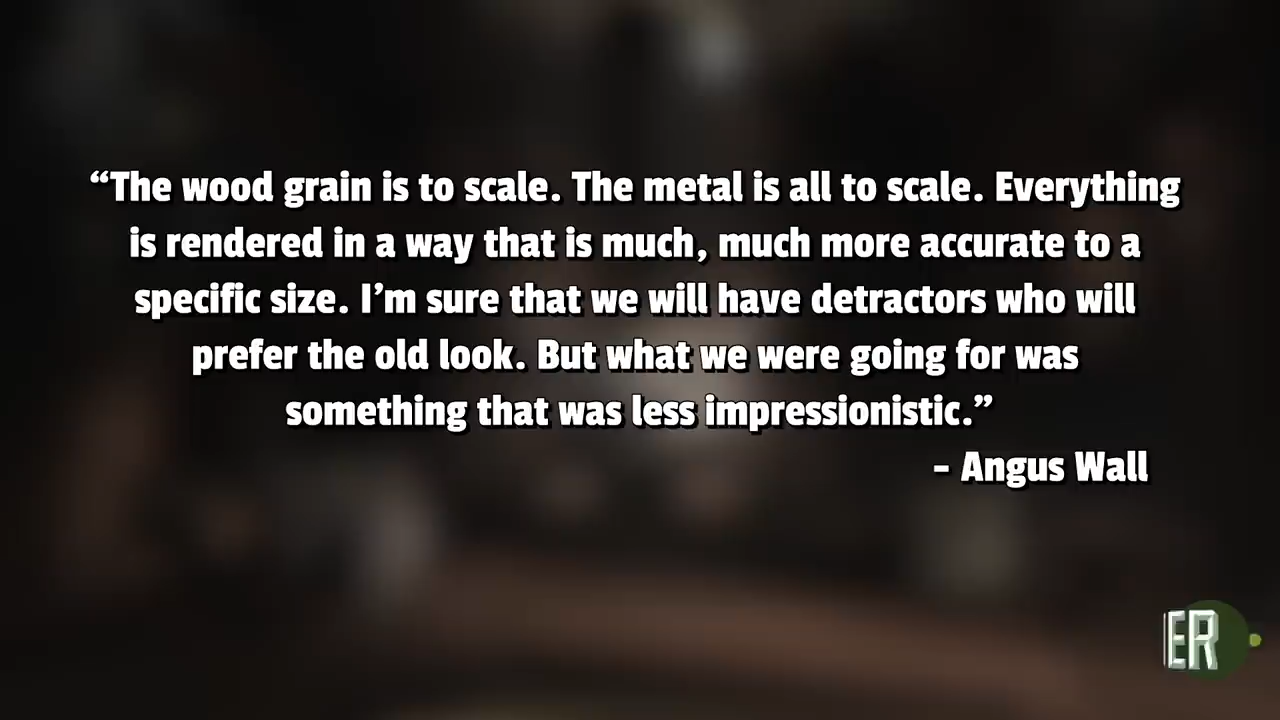 “The wood grain is to scale. The metal is all to scale. Everything
is rendered in a way that is much, much more accurate to a
specific size. I’m sure that we will have detractors who will
prefer the old look. But what we were going for was
something that was less impressionistic.”
- Angus Wall
ER